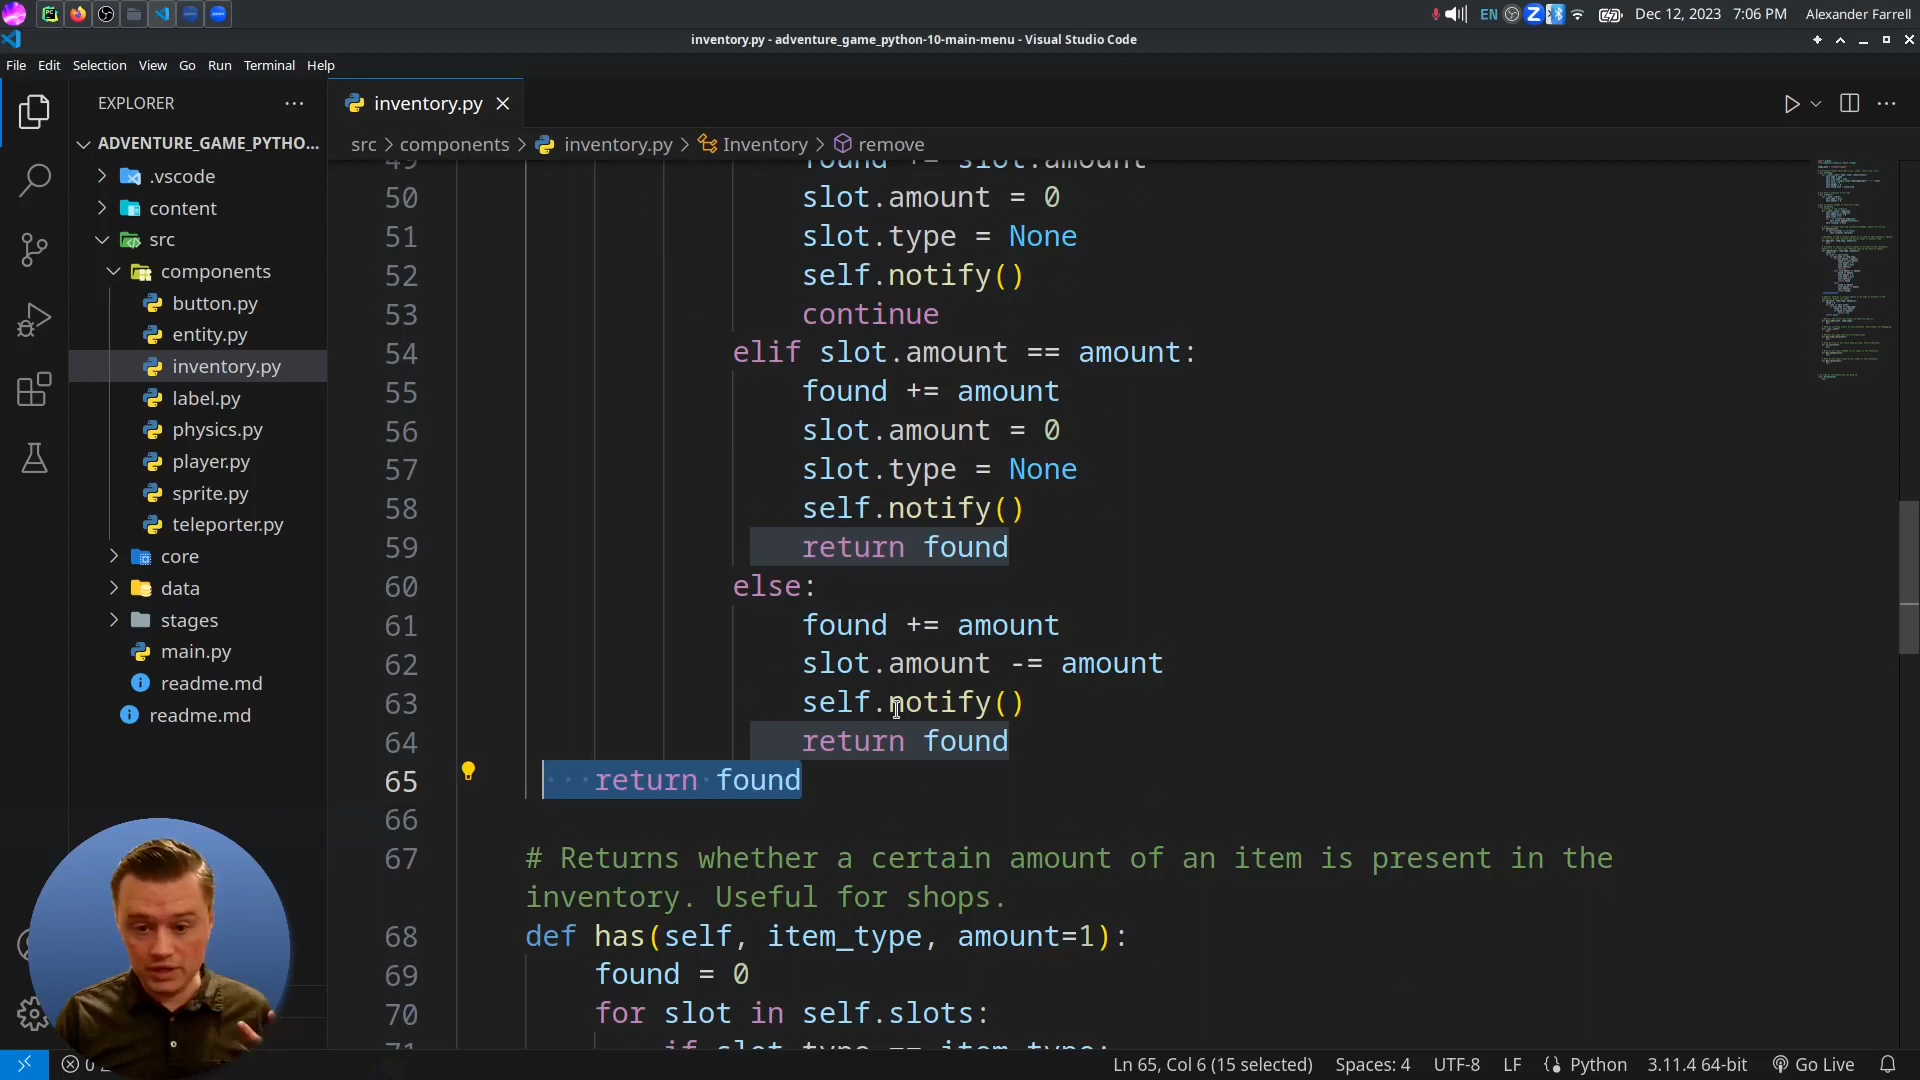 EN
Dec 12, 2023 7:06 PM Alexander Farrell
inventory.py - adventure_game_python-10-main-menu - Visual Studio Code
File Edit Selection View Go Run Terminal Help
EXPLORER
inventory.py
ADVENTURE_GAME_PYTHO...
src > components > inventory.py > Inventory > remove
.vscode
content
src
components
button.py
entity.py
inventory.py
label.py
physics.py
player.py
sprite.py
teleporter.py
core
data
stages
main.py
readme.md
readme.md
49 found += slot.amount
50 slot.amount = 0
51 slot.type = None
52 self.notify()
53 continue
54 elif slot.amount == amount:
55 found += amount
56 slot.amount = 0
57 slot.type = None
58 self.notify()
59 return found
60 else:
61 found += amount
62 slot.amount -= amount
63 self.notify()
64 return found
65 return found
66
67 # Returns whether a certain amount of an item is present in the
inventory. Useful for shops.
68 def has(self, item_type, amount=1):
69 found = 0
70 for slot in self.slots:
71 if slot.type == item_type:
0
Ln 65, Col 6 (15 selected) Spaces: 4 UTF-8 LF Python 3.11.4 64-bit Go Live